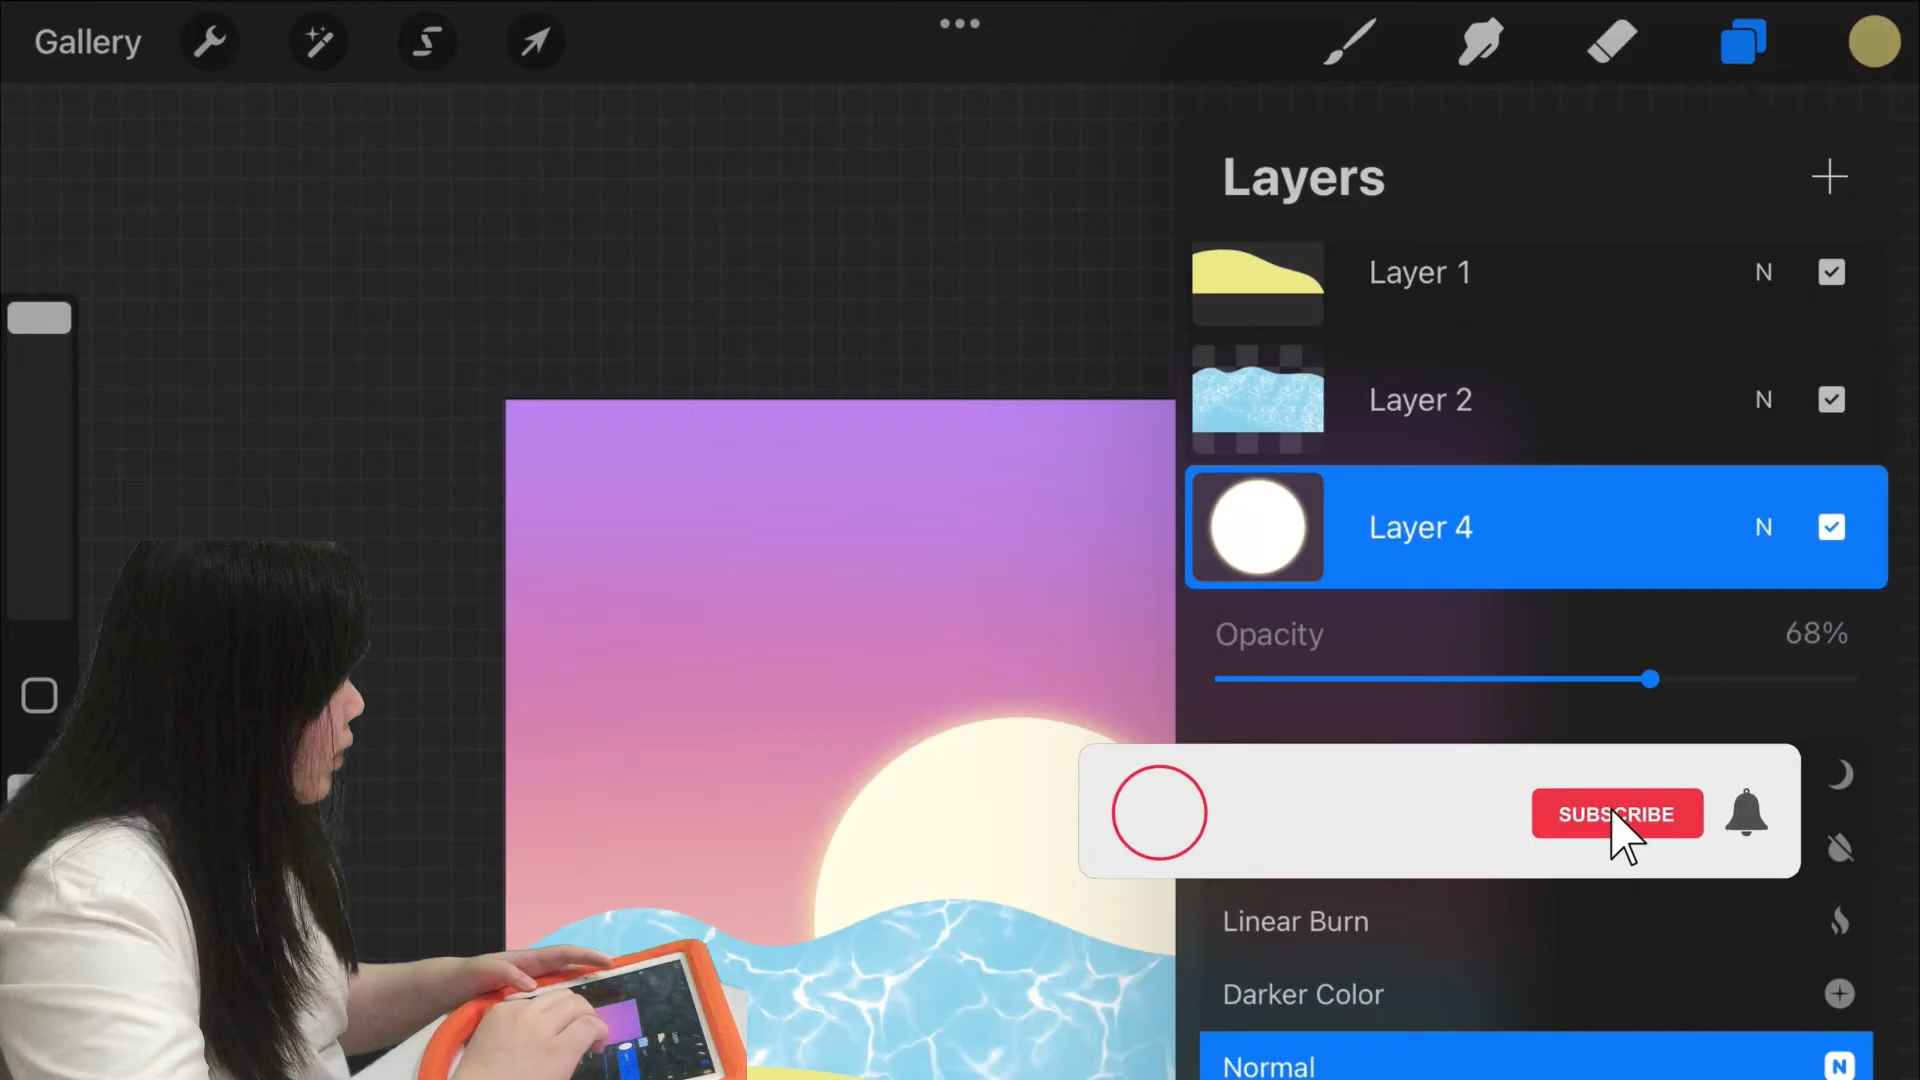 Gallery
Layers
Layer 1 N
Layer 2 N
Layer 4 N
Opacity 68%
SUBSCRIBE
Linear Burn
Darker Color
Normal N